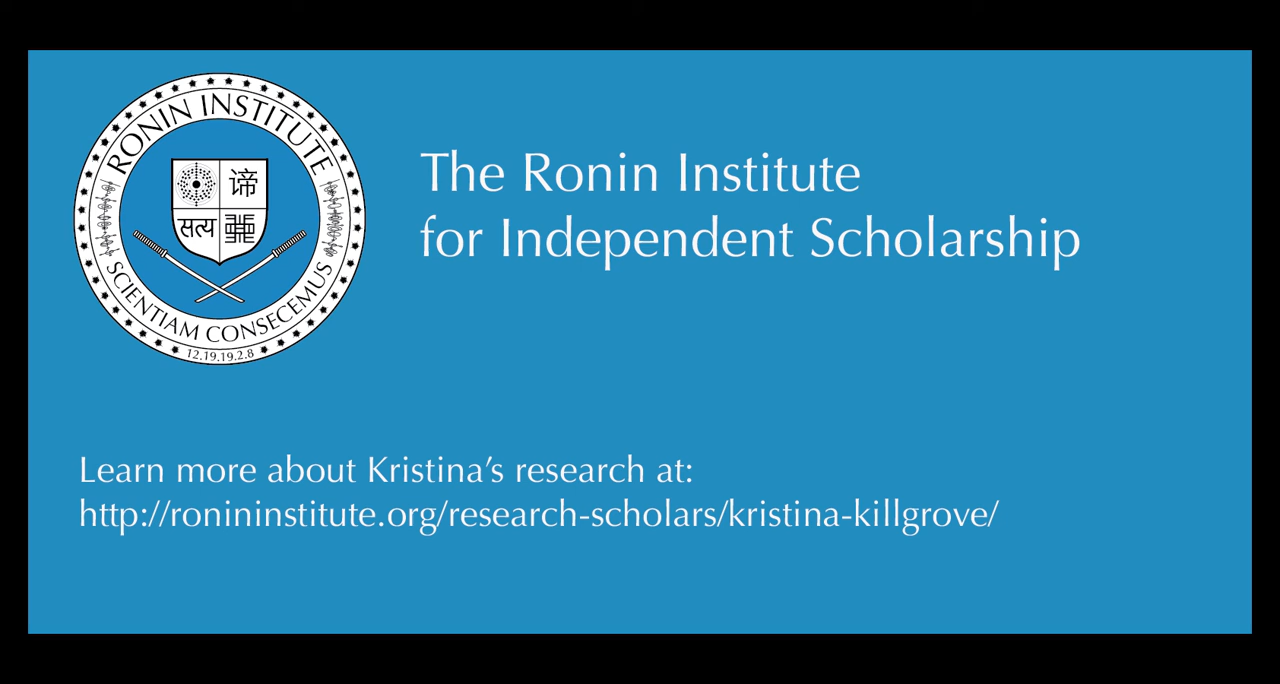 RONIN INSTITUTE
谛
सत्य
SCIENTIAM CONSECEMUS
12.19.19.2.8
The Ronin Institute
for Independent Scholarship
Learn more about Kristina’s research at:
http://ronininstitute.org/research-scholars/kristina-killgrove/